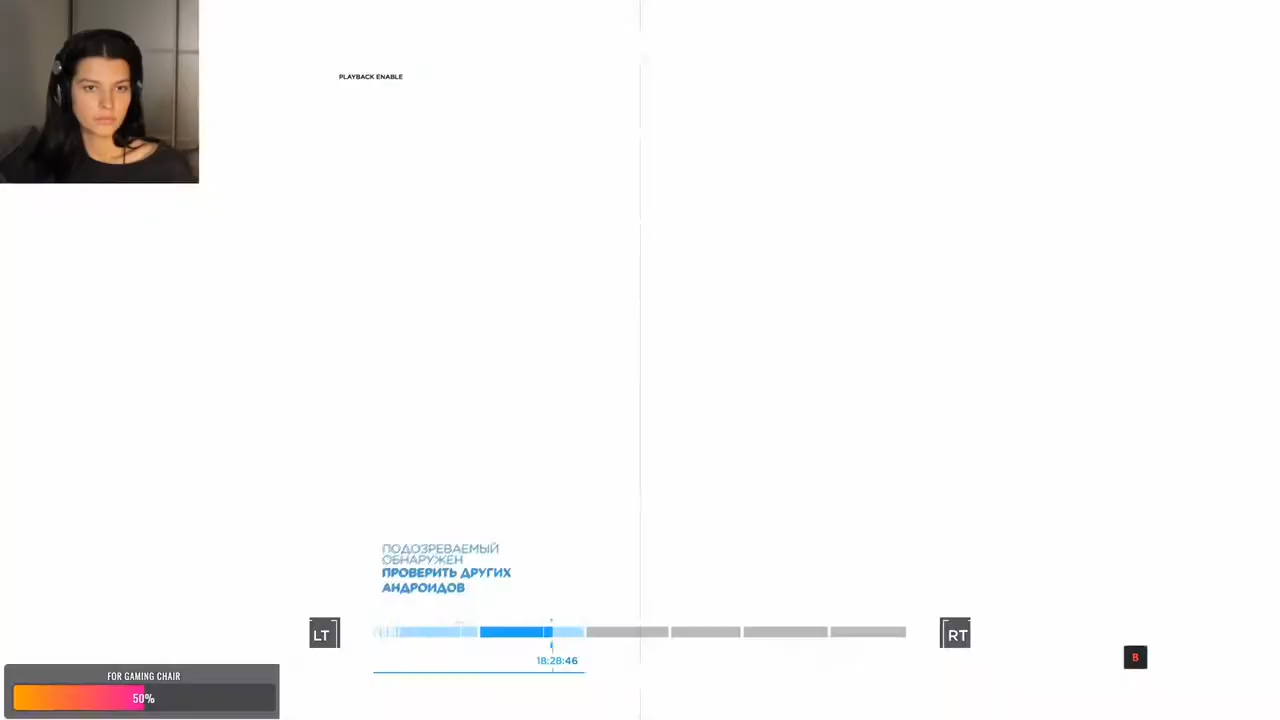 PLAYBACK ENABLE
ПОДОЗРЕВАЕМЫЙ
ОБНАРУЖЕН
ПРОВЕРИТЬ ДРУГИХ
АНДРОИДОВ
LT
RT
18:28:46
B
FOR GAMING CHAIR
50%